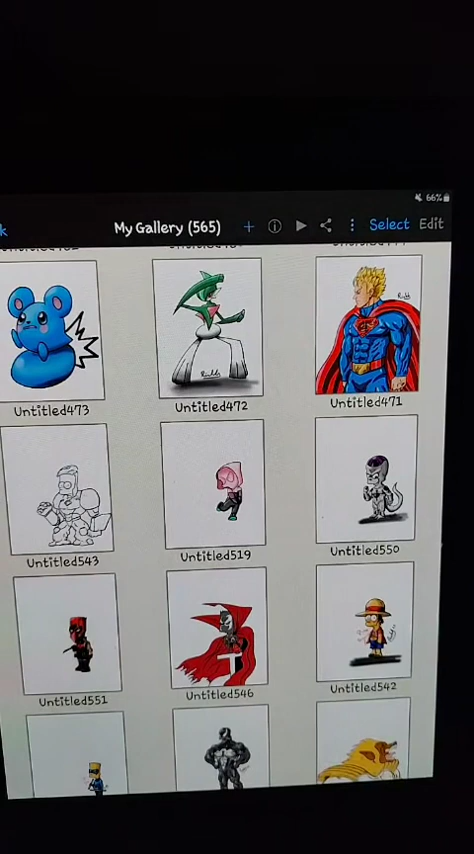 66%
k My Gallery (565) Select Edit
Untitled473 Untitled472 Untitled471
Untitled543 Untitled519 Untitled550
Untitled551 Untitled546 Untitled542